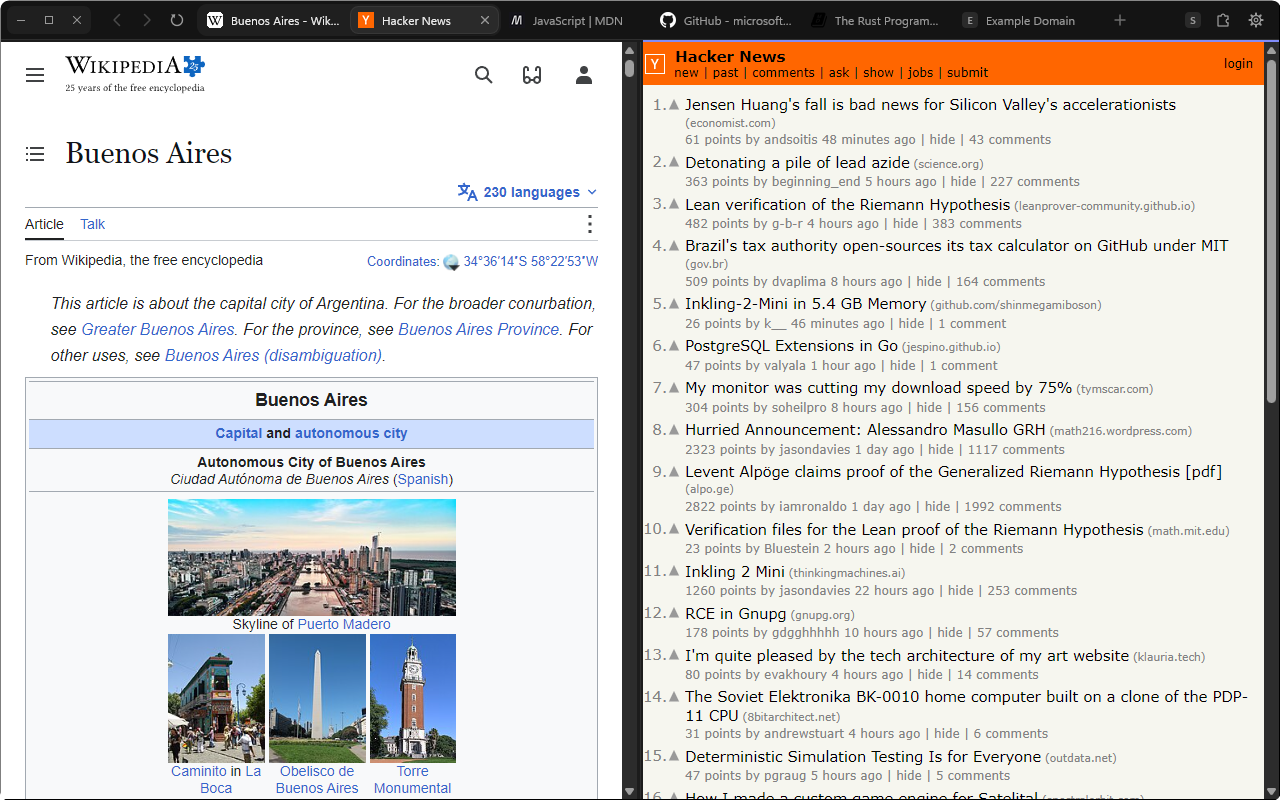 Buenos Aires - Wik...
Hacker News
JavaScript | MDN
GitHub - microsoft...
The Rust Program...
E
Example Domain
S
WIKIPEDIA
25 years of the free encyclopedia
Buenos Aires
230 languages
Article
Talk
From Wikipedia, the free encyclopedia
Coordinates: 34°36′14″S 58°22′53″W
This article is about the capital city of Argentina. For the broader conurbation,
see Greater Buenos Aires. For the province, see Buenos Aires Province. For
other uses, see Buenos Aires (disambiguation).
Buenos Aires
Capital and autonomous city
Autonomous City of Buenos Aires
Ciudad Autónoma de Buenos Aires (Spanish)
Skyline of Puerto Madero
Caminito in La
Boca
Obelisco de
Buenos Aires
Torre
Monumental
Y
Hacker News
new | past | comments | ask | show | jobs | submit
login
1. Jensen Huang's fall is bad news for Silicon Valley's accelerationists
(economist.com)
61 points by andsoitis 48 minutes ago | hide | 43 comments
2. Detonating a pile of lead azide (science.org)
363 points by beginning_end 5 hours ago | hide | 227 comments
3. Lean verification of the Riemann Hypothesis (leanprover-community.github.io)
482 points by g-b-r 4 hours ago | hide | 383 comments
4. Brazil's tax authority open-sources its tax calculator on GitHub under MIT
(gov.br)
509 points by dvaplima 8 hours ago | hide | 164 comments
5. Inkling-2-Mini in 5.4 GB Memory (github.com/shinmegamiboson)
26 points by k__ 46 minutes ago | hide | 1 comment
6. PostgreSQL Extensions in Go (jespino.github.io)
47 points by valyala 1 hour ago | hide | 1 comment
7. My monitor was cutting my download speed by 75% (tymscar.com)
304 points by soheilpro 8 hours ago | hide | 156 comments
8. Hurried Announcement: Alessandro Masullo GRH (math216.wordpress.com)
2323 points by jasondavies 1 day ago | hide | 1117 comments
9. Levent Alpöge claims proof of the Generalized Riemann Hypothesis [pdf]
(alpo.ge)
2822 points by iamronaldo 1 day ago | hide | 1992 comments
10. Verification files for the Lean proof of the Riemann Hypothesis (math.mit.edu)
23 points by Bluestein 2 hours ago | hide | 2 comments
11. Inkling 2 Mini (thinkingmachines.ai)
1260 points by jasondavies 22 hours ago | hide | 253 comments
12. RCE in Gnupg (gnupg.org)
178 points by gdgghhhhh 10 hours ago | hide | 57 comments
13. I'm quite pleased by the tech architecture of my art website (klauria.tech)
80 points by evakhoury 4 hours ago | hide | 14 comments
14. The Soviet Elektronika BK-0010 home computer built on a clone of the PDP-
11 CPU (8bitarchitect.net)
31 points by andrewstuart 4 hours ago | hide | 6 comments
15. Deterministic Simulation Testing Is for Everyone (outdata.net)
47 points by pgraug 5 hours ago | hide | 5 comments
16. How I made a custom game engine for Satelital